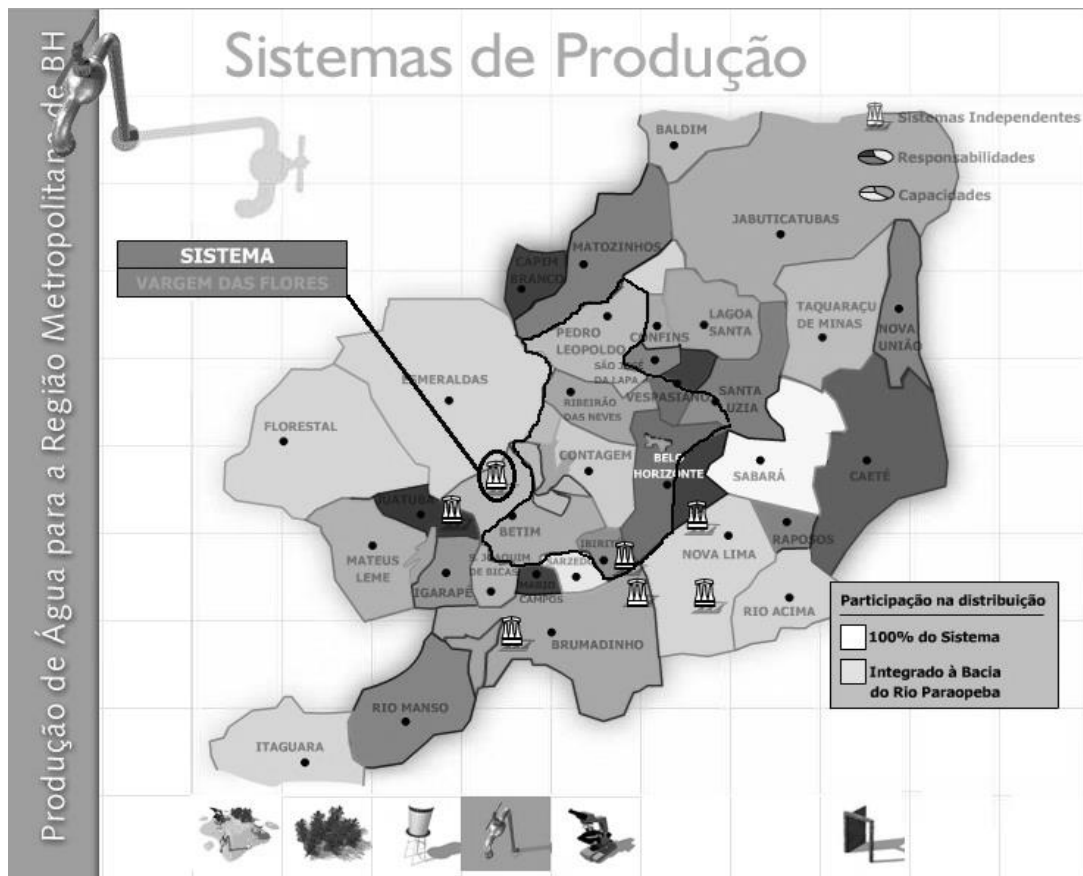 Produção de Água para a Região Metropolitana de BH
Sistemas de Produção
Sistemas Independentes
Responsabilidades
Capacidades
SISTEMA
VARGEM DAS FLORES
BALDIM
JABUTICATUBAS
MATOZINHOS
CAPIM
BRANCO
TAQUARAÇU
DE MINAS
NOVA
UNIÃO
LAGOA
SANTA
PEDRO
LEOPOLDO
CONFINS
SÃO JOSÉ
DA LAPA
VESPASIANO
SANTA
LUZIA
ESMERALDAS
RIBEIRÃO
DAS NEVES
FLORESTAL
CONTAGEM
BELO
HORIZONTE
SABARÁ
CAETÉ
JUATUBA
BETIM
MATEUS
LEME
IGARAPÉ
S. JOAQUIM
DE BICAS
SARZEDO
IBIRITÉ
MARIO
CAMPOS
NOVA LIMA
RAPOSOS
RIO ACIMA
BRUMADINHO
RIO MANSO
ITAGUARA
Participação na distribuição
100% do Sistema
Integrado à Bacia
do Rio Paraopeba